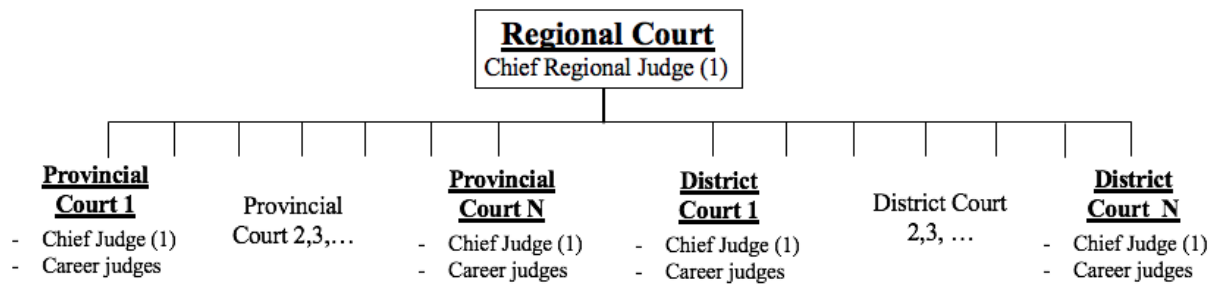 Regional Court
Chief Regional Judge (1)
Provincial
Court 1
- Chief Judge (1)
- Career judges
Provincial
Court 2,3,…
Provincial
Court N
- Chief Judge (1)
- Career judges
District
Court 1
- Chief Judge (1)
- Career judges
District Court
2,3, …
District
Court N
- Chief Judge (1)
- Career judges